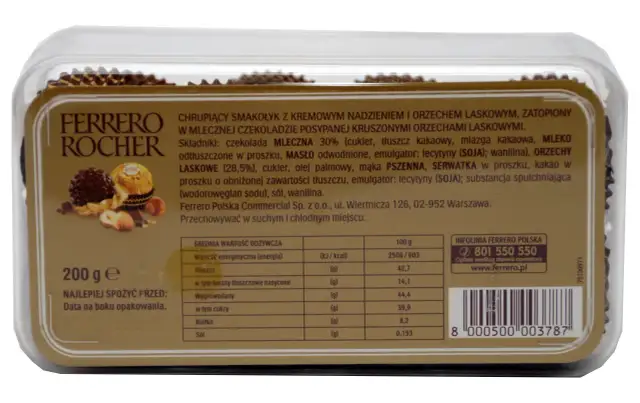 FERRERO
ROCHER
CHRUPIĄCY SMAKOŁYK Z KREMOWYM NADZIENIEM I ORZECHEM LASKOWYM, ZATOPIONY
W MLECZNEJ CZEKOLADZIE POSYPANEJ KRUSZONYMI ORZECHAMI LASKOWYMI.
Składniki: czekolada MLECZNA 30% (cukier, tłuszcz kakaowy, miazga kakaowa, MLEKO
odtłuszczone w proszku, MASŁO odwodnione, emulgator: lecytyny (SOJA); wanilina), ORZECHY
LASKOWE (28,5%), cukier, olej palmowy, mąka PSZENNA, SERWATKA w proszku, kakao w
proszku o obniżonej zawartości tłuszczu, emulgator: lecytyny (SOJA); substancja spulchniająca
(wodorowęglan sodu), sól, wanilina.
Ferrero Polska Commercial Sp. z o.o., ul. Wiertnicza 126, 02-952 Warszawa.
Przechowywać w suchym i chłodnym miejscu.
ŚREDNIA WARTOŚĆ ODŻYWCZA 100 g
Wartość energetyczna (energia) (kJ / kcal) 2506 / 603
Tłuszcz (g) 42,7
w tym kwasy tłuszczowe nasycone (g) 14,1
Węglowodany (g) 44,4
w tym cukry (g) 39,9
Białko (g) 8,2
Sól (g) 0,153
INFOLINIA FERRERO POLSKA
801 550 550
www.ferrero.pl
200 g e
NAJLEPIEJ SPOŻYĆ PRZED:
Data na boku opakowania.
8 000500 003787